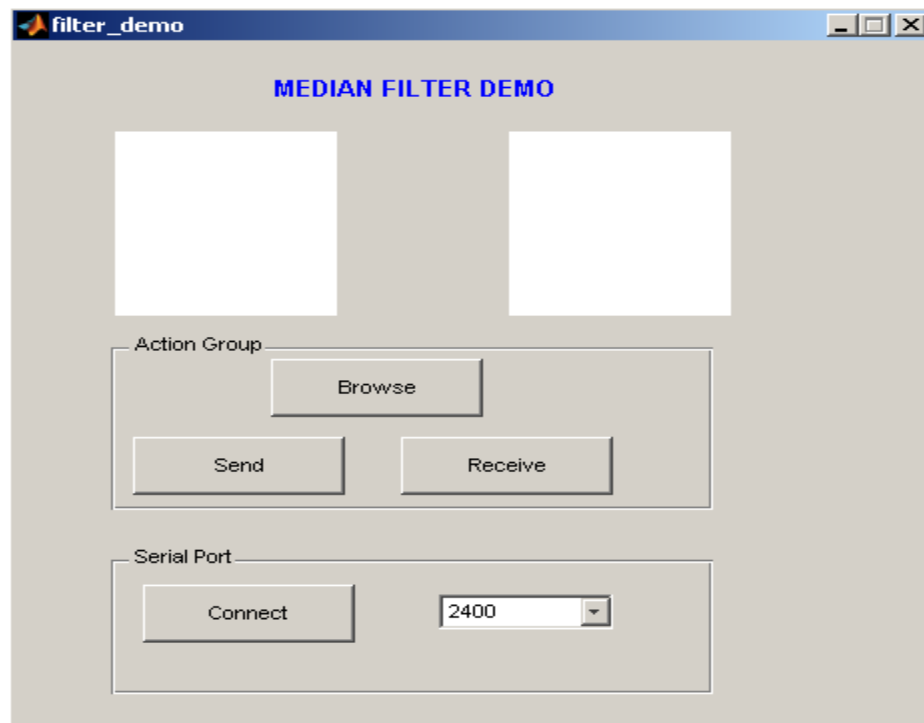 filter_demo
MEDIAN FILTER DEMO
Action Group
Browse
Send
Receive
Serial Port
Connect
2400